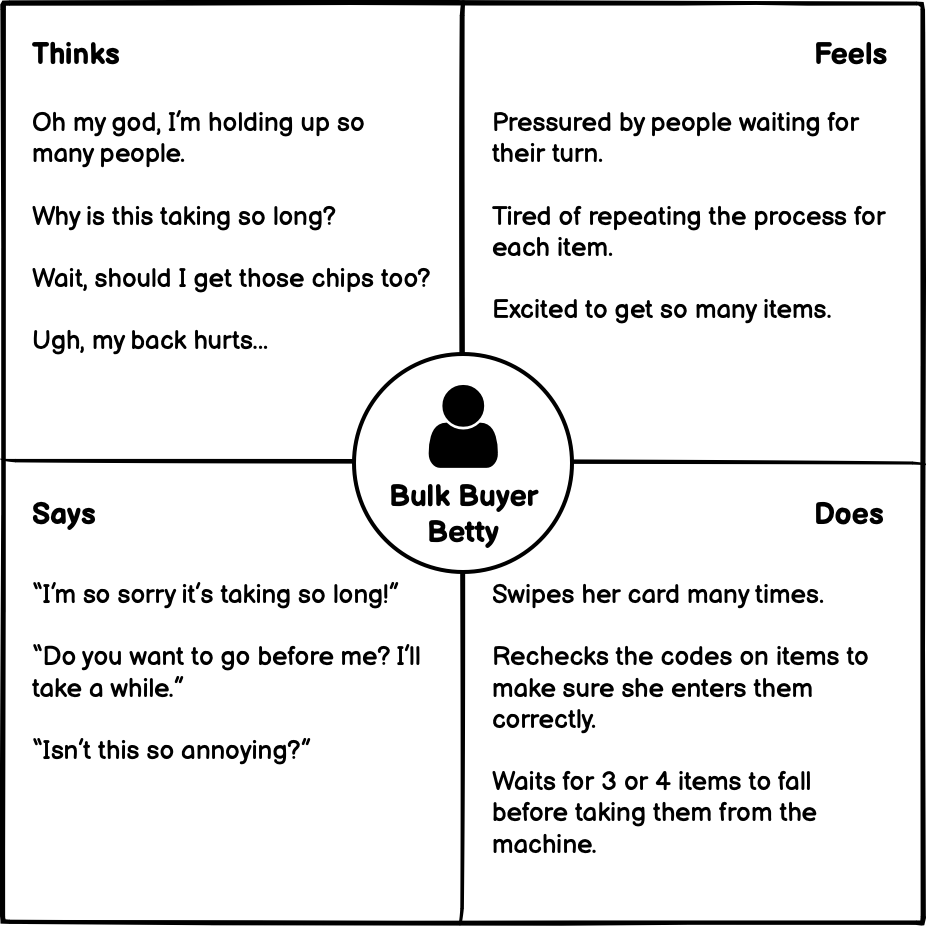 Thinks
Oh my god, I'm holding up so
many people.
Why is this taking so long?
Wait, should I get those chips too?
Ugh, my back hurts...
Feels
Pressured by people waiting for
their turn.
Tired of repeating the process for
each item.
Excited to get so many items.
Bulk Buyer
Betty
Says
“I'm so sorry it's taking so long!”
“Do you want to go before me? I'll
take a while.”
“Isn't this so annoying?”
Does
Swipes her card many times.
Rechecks the codes on items to
make sure she enters them
correctly.
Waits for 3 or 4 items to fall
before taking them from the
machine.